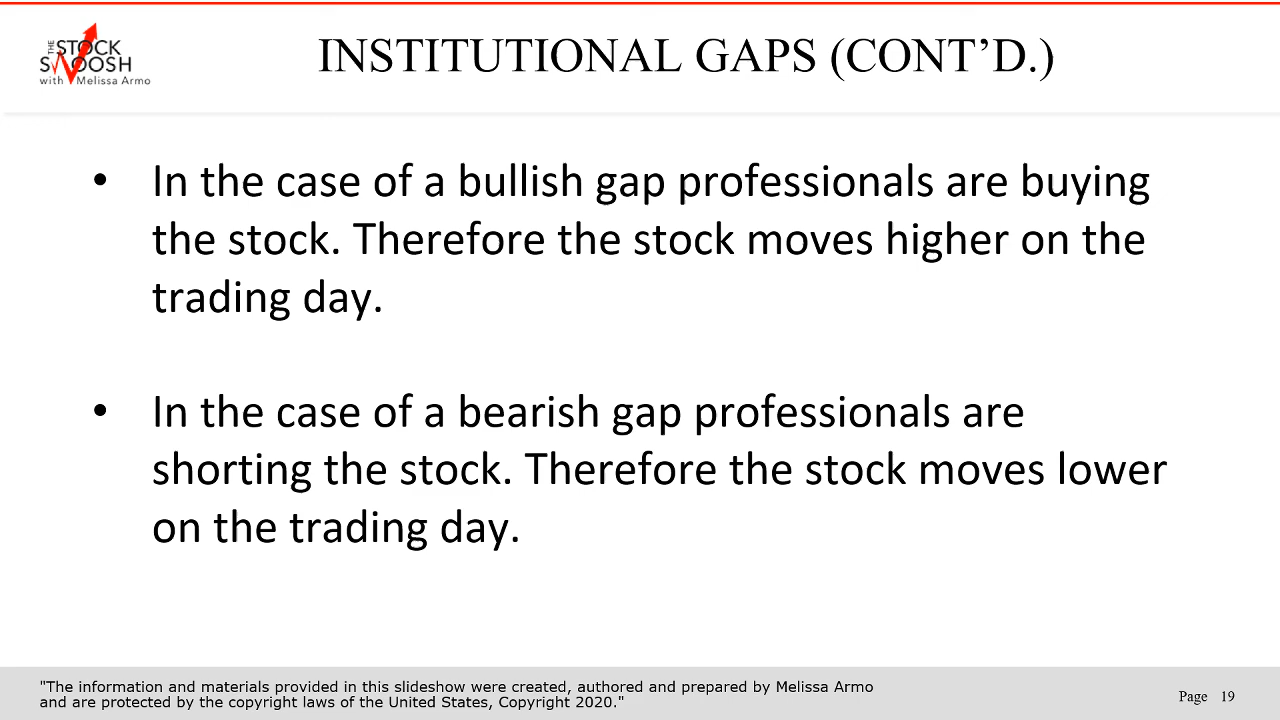 THE STOCK
SWOOSH
with Melissa Armo
INSTITUTIONAL GAPS (CONT’D.)
• In the case of a bullish gap professionals are buying
the stock. Therefore the stock moves higher on the
trading day.
• In the case of a bearish gap professionals are
shorting the stock. Therefore the stock moves lower
on the trading day.
"The information and materials provided in this slideshow were created, authored and prepared by Melissa Armo
and are protected by the copyright laws of the United States, Copyright 2020."
Page 19